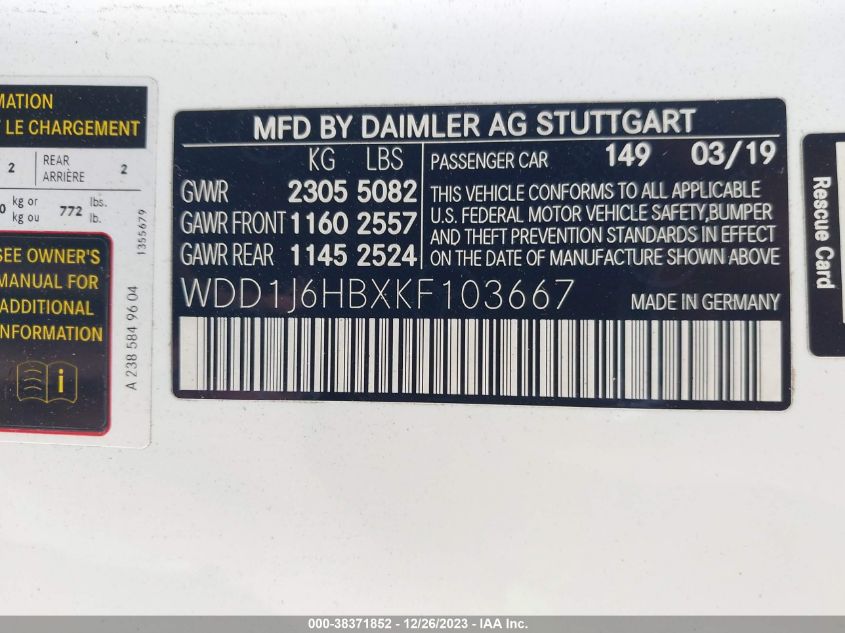 MATION
T LE CHARGEMENT
2 REAR ARRIÈRE 2
0 kg or kg ou 772 lbs. lb.
SEE OWNER'S
MANUAL FOR
ADDITIONAL
INFORMATION
i
1355679
A 238 584 96 04
MFD BY DAIMLER AG STUTTGART
KG LBS
GVWR 2305 5082
GAWR FRONT 1160 2557
GAWR REAR 1145 2524
PASSENGER CAR 149 03/19
THIS VEHICLE CONFORMS TO ALL APPLICABLE
U.S. FEDERAL MOTOR VEHICLE SAFETY,BUMPER
AND THEFT PREVENTION STANDARDS IN EFFECT
ON THE DATE OF MANUFACTURE SHOWN ABOVE
WDD1J6HBXKF103667
MADE IN GERMANY
Rescue Card
000-38371852 - 12/26/2023 - IAA, Inc.